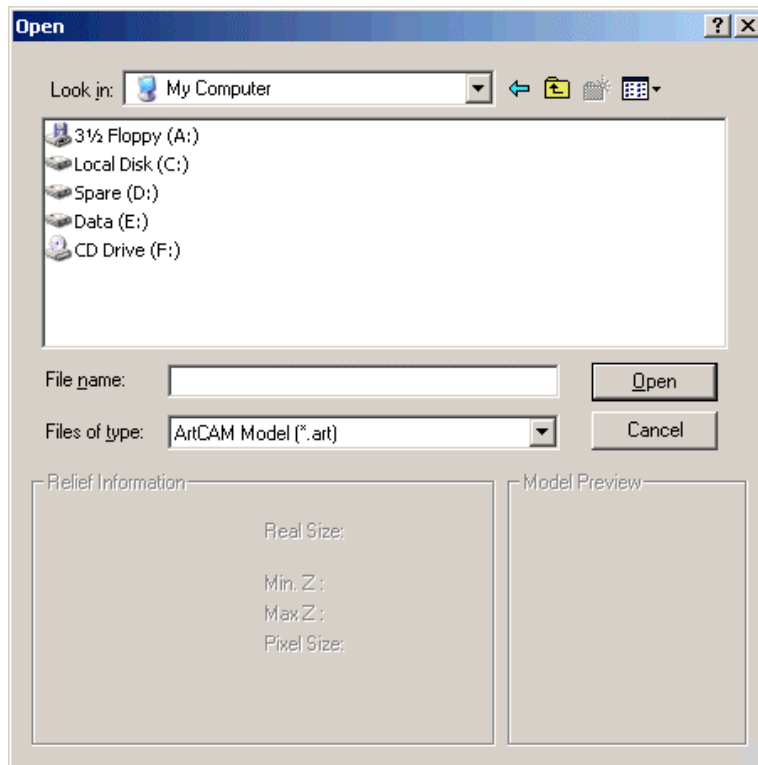 Open
Look in: My Computer
3½ Floppy (A:)
Local Disk (C:)
Spare (D:)
Data (E:)
CD Drive (F:)
File name: Open
Files of type: ArtCAM Model (*.art) Cancel
Relief Information Model Preview
Real Size:
Min. Z :
Max Z :
Pixel Size: